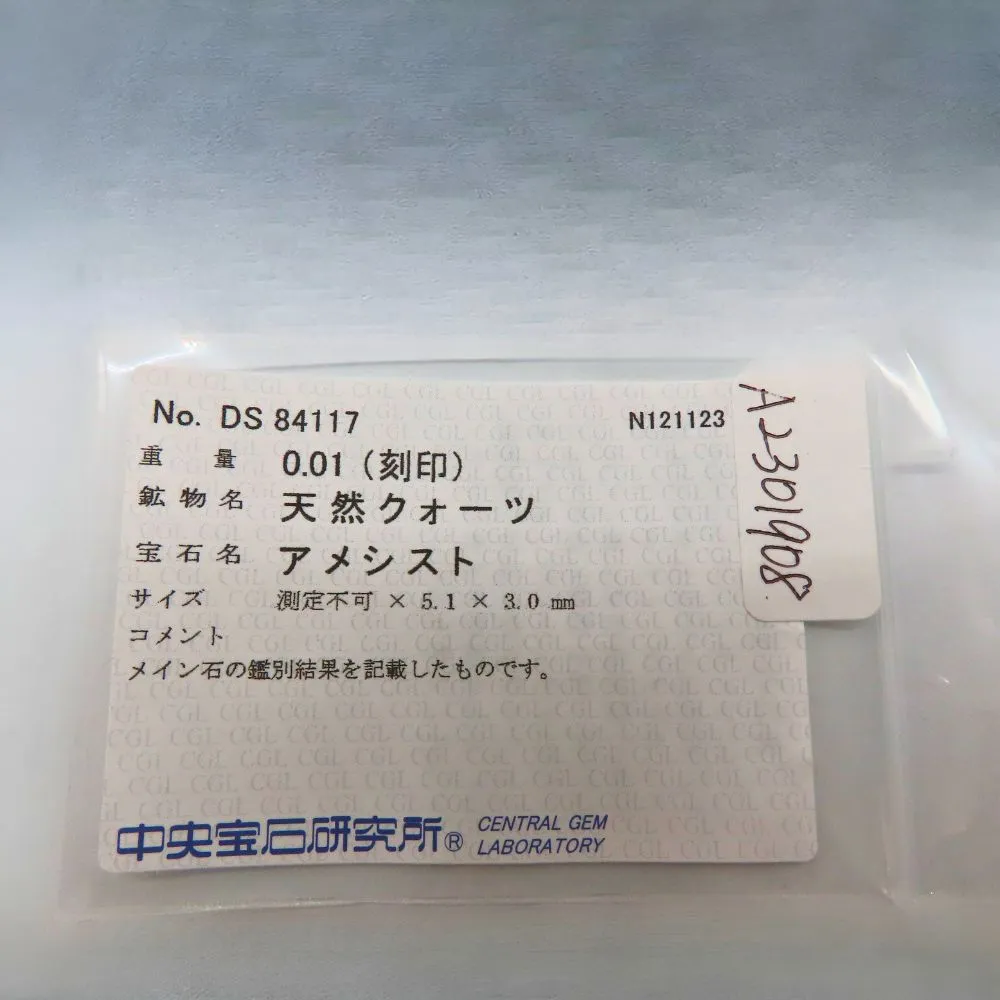 No. DS 84117 N121123
重量 0.01 (刻印)
鉱物名 天然クォーツ
宝石名 アメシスト
サイズ 測定不可 × 5.1 × 3.0 mm
コメント
メイン石の鑑別結果を記載したものです。
中央宝石研究所® CENTRAL GEM
LABORATORY
A2301908